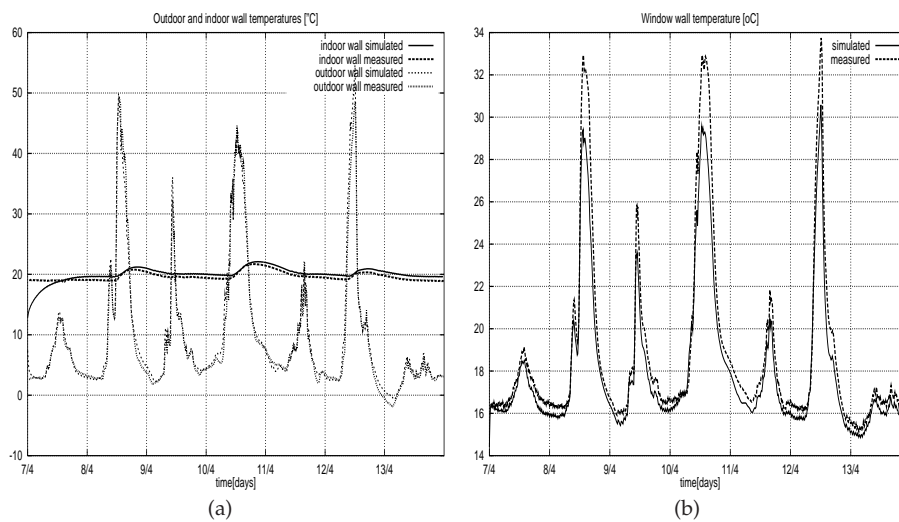 Outdoor and indoor wall temperatures [°C]
60
50
40
30
20
10
0
-10
7/4 8/4 9/4 10/4 11/4 12/4 13/4
time[days]
indoor wall simulated
indoor wall measured
outdoor wall simulated
outdoor wall measured
(a)
Window wall temperature [oC]
34
32
30
28
26
24
22
20
18
16
14
7/4 8/4 9/4 10/4 11/4 12/4 13/4
time[days]
simulated
measured
(b)